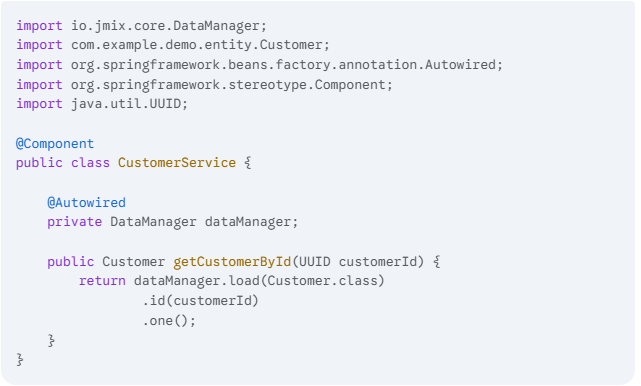 import io.jmix.core.DataManager;
import com.example.demo.entity.Customer;
import org.springframework.beans.factory.annotation.Autowired;
import org.springframework.stereotype.Component;
import java.util.UUID;

@Component
public class CustomerService {

    @Autowired
    private DataManager dataManager;

    public Customer getCustomerById(UUID customerId) {
        return dataManager.load(Customer.class)
                .id(customerId)
                .one();
    }
}